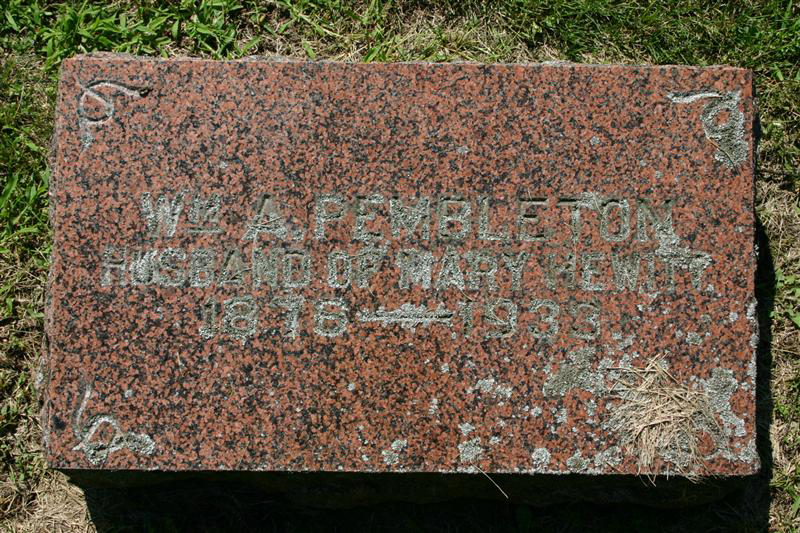 Wm A. PEMBLETON
HUSBAND OF MARY HEWITT
1876 — 1933